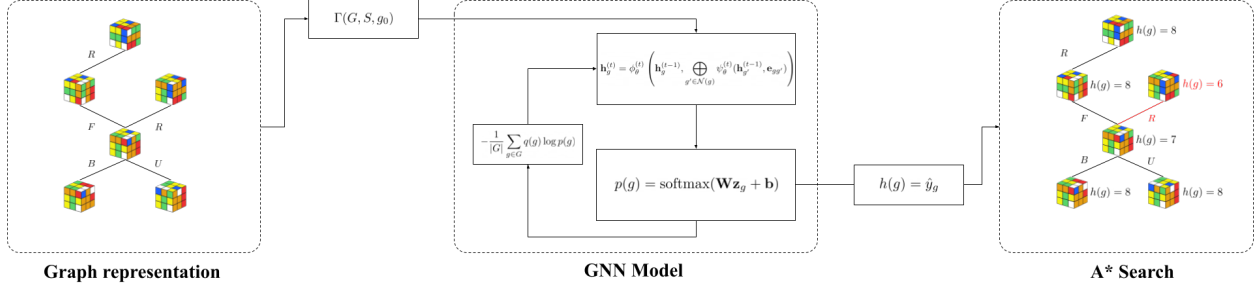 R
F
R
B
U
Graph representation
Γ(G, S, g₀)
𝐡_g^{(t)} = ϕ_θ^{(t)} ( 𝐡_g^{(t−1)}, ⨁_{g′∈𝒩(g)} ψ_θ^{(t)}(𝐡_{g′}^{(t−1)}, 𝐞_{gg′}) )
−1/|G| ∑_{g∈G} q(g) log p(g)
p(g) = softmax(𝐖𝐳_g + 𝐛)
GNN Model
h(g) = ŷ_g
h(g) = 8
R
h(g) = 8
h(g) = 6
F
R
h(g) = 7
B
U
h(g) = 8
h(g) = 8
A* Search